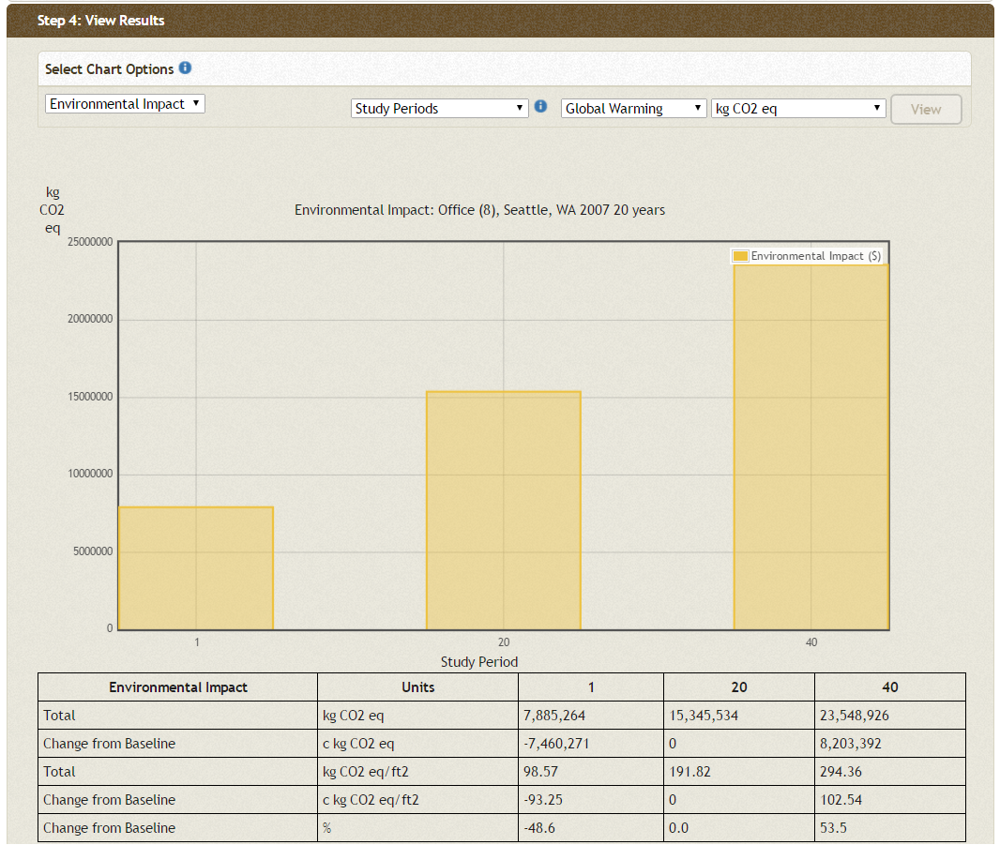 Step 4: View Results
Select Chart Options
Environmental Impact
Study Periods
Global Warming
kg CO2 eq
View
kg
CO2
eq
Environmental Impact: Office (8), Seattle, WA 2007 20 years
25000000
Environmental Impact ($)
20000000
15000000
10000000
5000000
0
1 20 40
Study Period
Environmental Impact Units 1 20 40
Total kg CO2 eq 7,885,264 15,345,534 23,548,926
Change from Baseline c kg CO2 eq -7,460,271 0 8,203,392
Total kg CO2 eq/ft2 98.57 191.82 294.36
Change from Baseline c kg CO2 eq/ft2 -93.25 0 102.54
Change from Baseline % -48.6 0.0 53.5